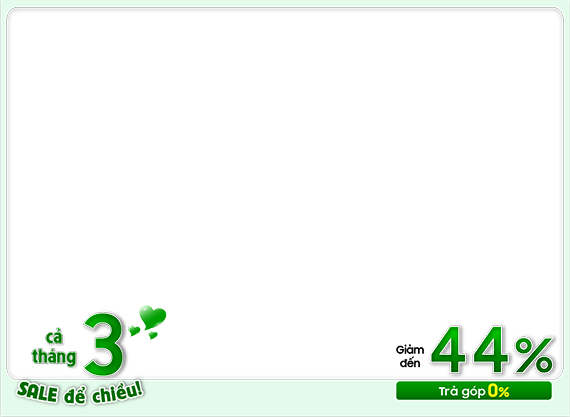 cả
tháng
3
SALE để chiều!
Giảm
đến
44%
Trả góp 0%